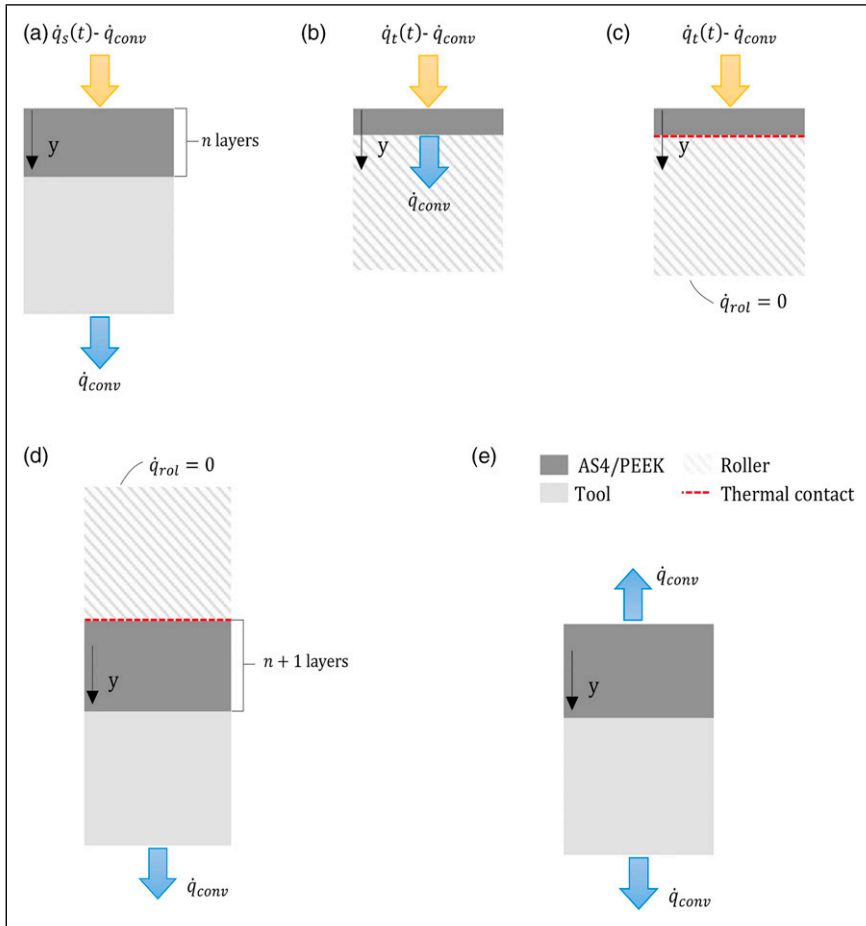 (a) q̇ₛ(t)- q̇conv
y
n layers
q̇conv
(b)
q̇ₜ(t)- q̇conv
y
q̇conv
(c)
q̇ₜ(t)- q̇conv
y
q̇rol = 0
(d)
q̇rol = 0
y
n + 1 layers
q̇conv
(e)
AS4/PEEK
Roller
Tool
Thermal contact
q̇conv
y
q̇conv